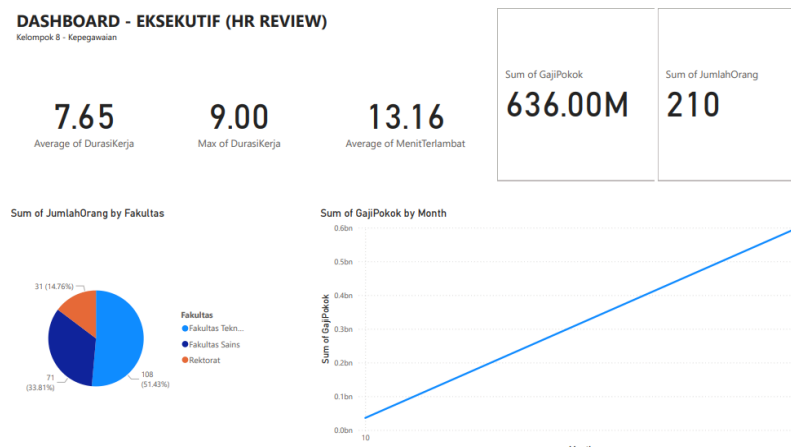 DASHBOARD - EKSEKUTIF (HR REVIEW)
Kelompok 8 - Kepegawaian
7.65
Average of DurasiKerja
9.00
Max of DurasiKerja
13.16
Average of MenitTerlambat
Sum of GajiPokok
636.00M
Sum of JumlahOrang
210
Sum of JumlahOrang by Fakultas
31 (14.76%)
71
(33.81%)
108
(51.43%)
Fakultas
Fakultas Tekn...
Fakultas Sains
Rektorat
Sum of GajiPokok by Month
Sum of GajiPokok
0.6bn
0.5bn
0.4bn
0.3bn
0.2bn
0.1bn
0.0bn
10